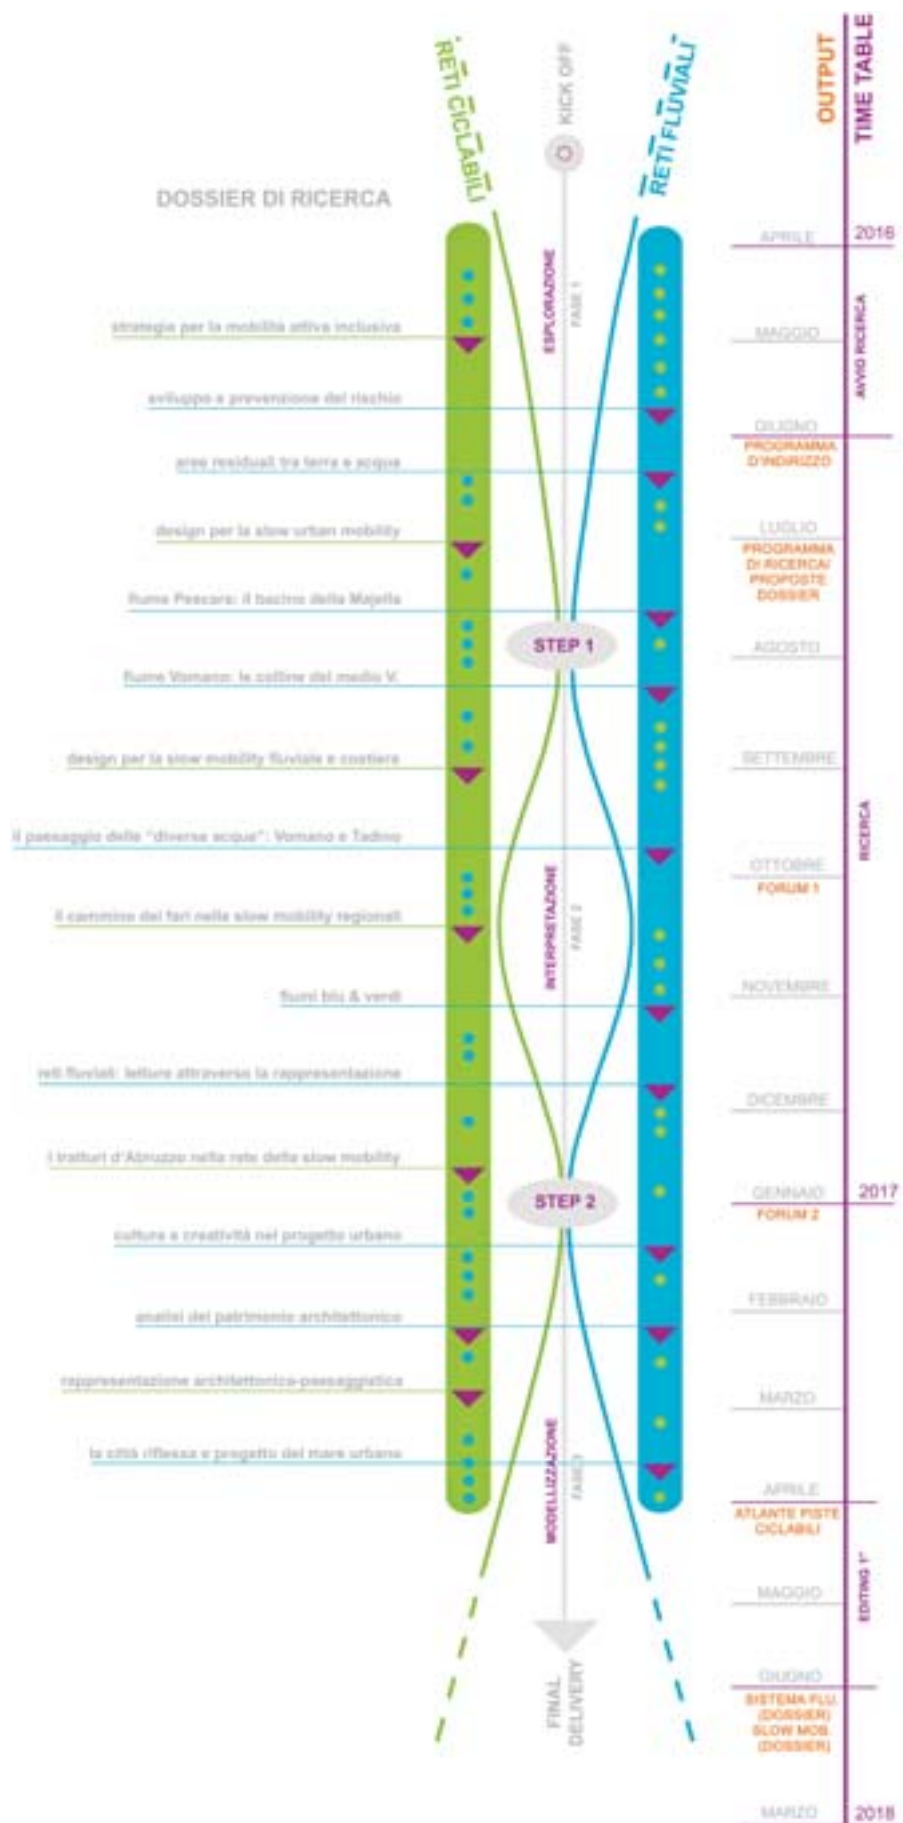 RETI CICLABILI
KICK OFF
RETI FLUVIALI
OUTPUT
TIME TABLE
DOSSIER DI RICERCA
strategie per la mobilità attiva inclusiva
sviluppo e prevenzione del rischio
aree residuali tra terra e acqua
design per la slow urban mobility
fiume Pescara: il bacino della Majella
fiume Vomano: le colline del medio V.
design per la slow mobility fluviale e costiera
il paesaggio delle "diverse acque": Vomano e Tadino
il cammino dei fari nella slow mobility regionali
fiumi blu & verdi
reti fluviali: letture attraverso la rappresentazione
i tratturi d'Abruzzo nella rete della slow mobility
cultura e creatività nel progetto urbano
analisi del patrimonio architettonico
rappresentazione architettonica-paesaggistica
la città riflessa e progetto del mare urbano
ESPLORAZIONE
FASE 1
STEP 1
INTERPRETAZIONE
FASE 2
STEP 2
MODELLIZZAZIONE
FASE 3
FINAL
DELIVERY
APRILE
2016
MAGGIO
AVVIO RICERCA
GIUGNO
PROGRAMMA
D'INDIRIZZO
LUGLIO
PROGRAMMA
DI RICERCA/
PROPOSTE
DOSSIER
AGOSTO
SETTEMBRE
RICERCA
OTTOBRE
FORUM 1
NOVEMBRE
DICEMBRE
GENNAIO
2017
FORUM 2
FEBBRAIO
MARZO
APRILE
ATLANTE PISTE
CICLABILI
MAGGIO
EDITING 1°
GIUGNO
SISTEMA FLU.
(DOSSIER)
SLOW MOB.
(DOSSIER)
MARZO
2018